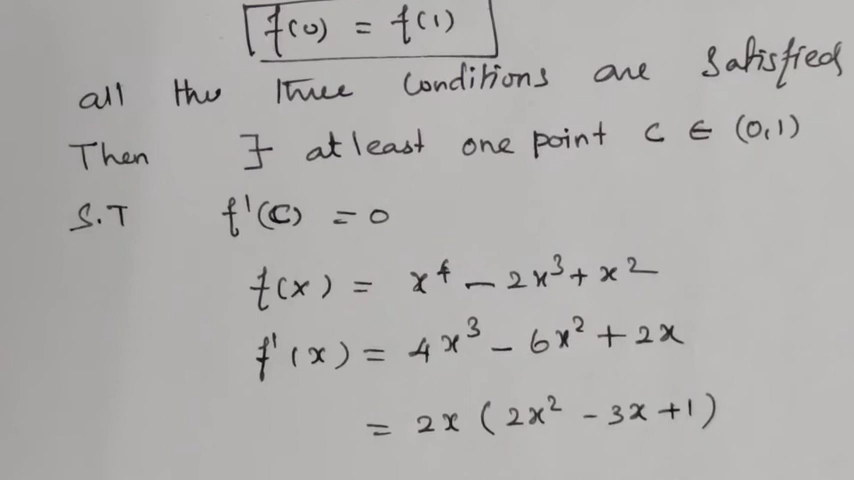 f(0) = f(1)
all the three conditions are satisfied
Then ∃ atleast one point c ∈ (0,1)
S.T f'(c) = 0
f(x) = x⁴ - 2x³ + x²
f'(x) = 4x³ - 6x² + 2x
= 2x (2x² - 3x + 1)